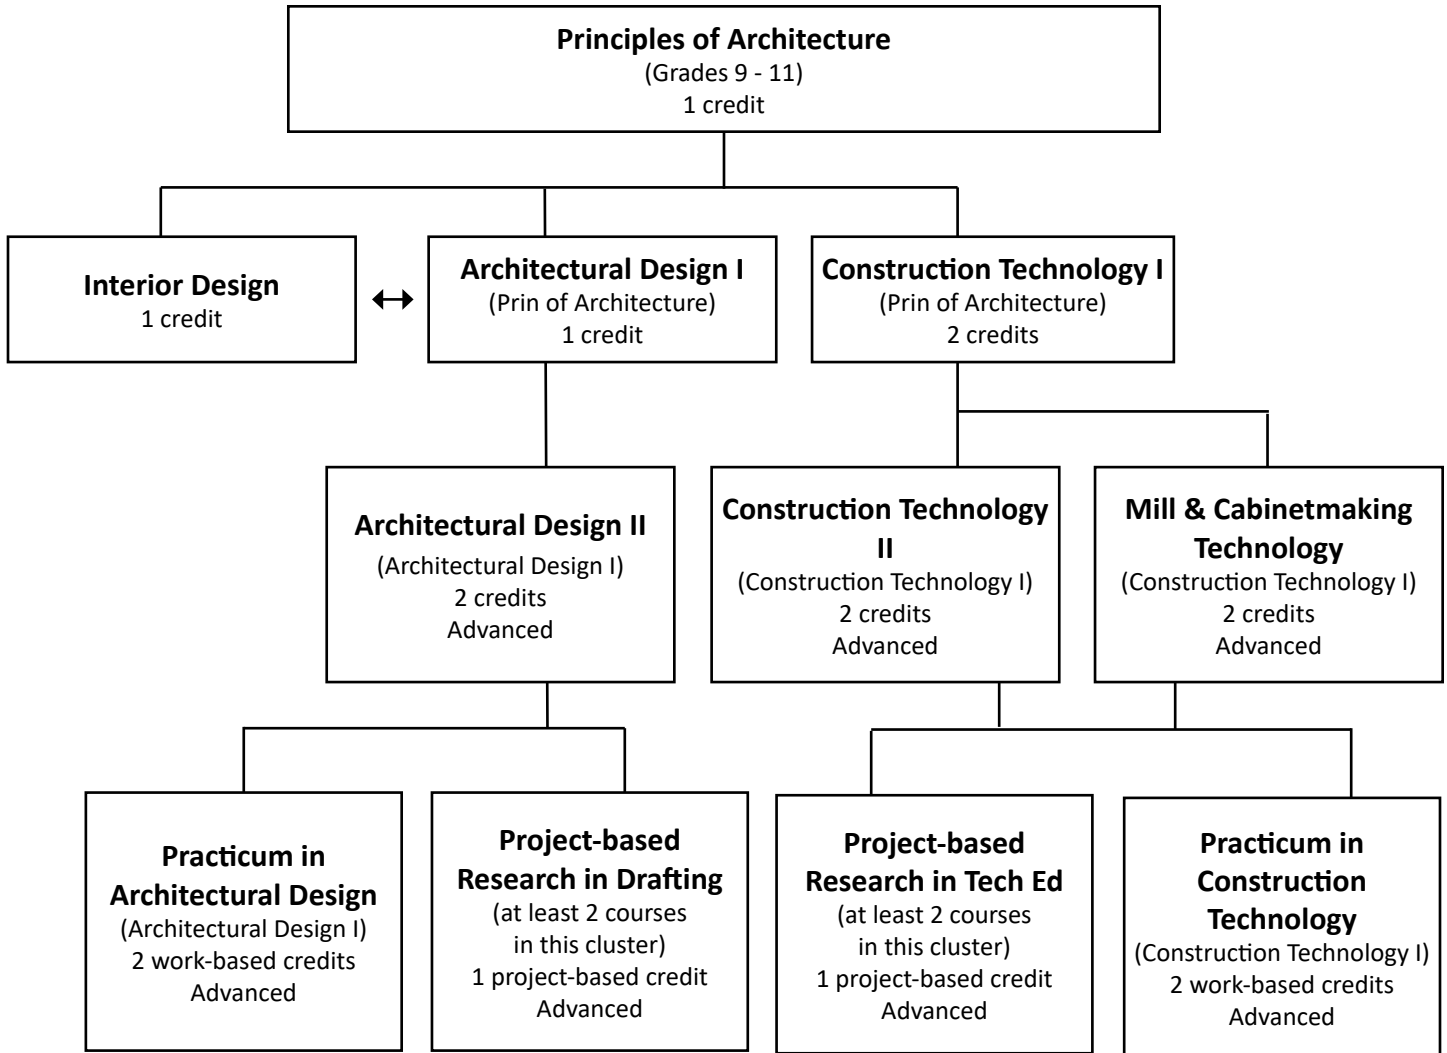 Principles of Architecture
(Grades 9 - 11)
1 credit
Interior Design
1 credit
Architectural Design I
(Prin of Architecture)
1 credit
Construction Technology I
(Prin of Architecture)
2 credits
Architectural Design II
(Architectural Design I)
2 credits
Advanced
Construction Technology
II
(Construction Technology I)
2 credits
Advanced
Mill & Cabinetmaking
Technology
(Construction Technology I)
2 credits
Advanced
Practicum in
Architectural Design
(Architectural Design I)
2 work-based credits
Advanced
Project-based
Research in Drafting
(at least 2 courses
in this cluster)
1 project-based credit
Advanced
Project-based
Research in Tech Ed
(at least 2 courses
in this cluster)
1 project-based credit
Advanced
Practicum in
Construction
Technology
(Construction Technology I)
2 work-based credits
Advanced